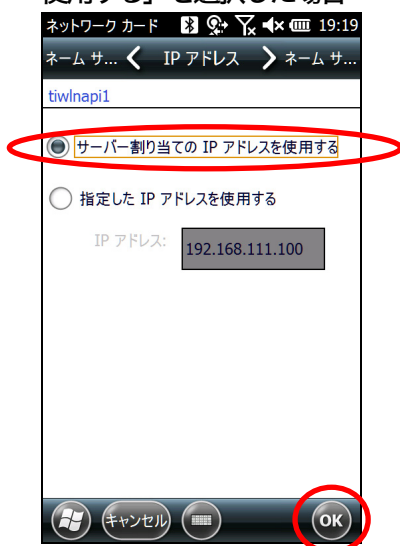 使用する」を選択した場合
ネットワーク カード 19:19
ネーム サ... IP アドレス ネーム サ...
tiwlnapi1
サーバー割り当ての IP アドレスを使用する
指定した IP アドレスを使用する
IP アドレス: 192.168.111.100
キャンセル OK